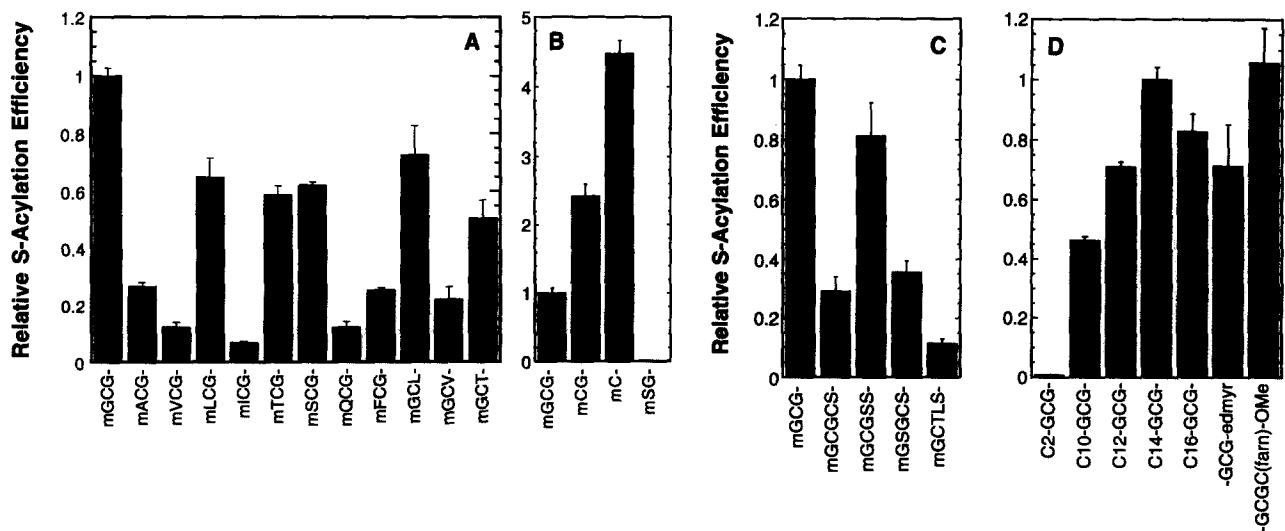 Relative S-Acylation Efficiency
1.2
1
0.8
0.6
0.4
0.2
0
A
mGCG-
mACG-
mVCG-
mLCG-
mICG-
mTCG-
mSCG-
mQCG-
mFCG-
mGCL-
mGCV-
mGCT-
5
4
3
2
1
0
B
mGCG-
mCG-
mC-
mSG-
Relative S-Acylation Efficiency
1.2
1
0.8
0.6
0.4
0.2
0
C
mGCG-
mGCGCS-
mGCGSS-
mGSGCS-
mGCTLS-
1.2
1
0.8
0.6
0.4
0.2
0
D
C2-GCG-
C10-GCG-
C12-GCG-
C14-GCG-
C16-GCG-
-GCG-edmyr
-GCGC(farn)-OMe